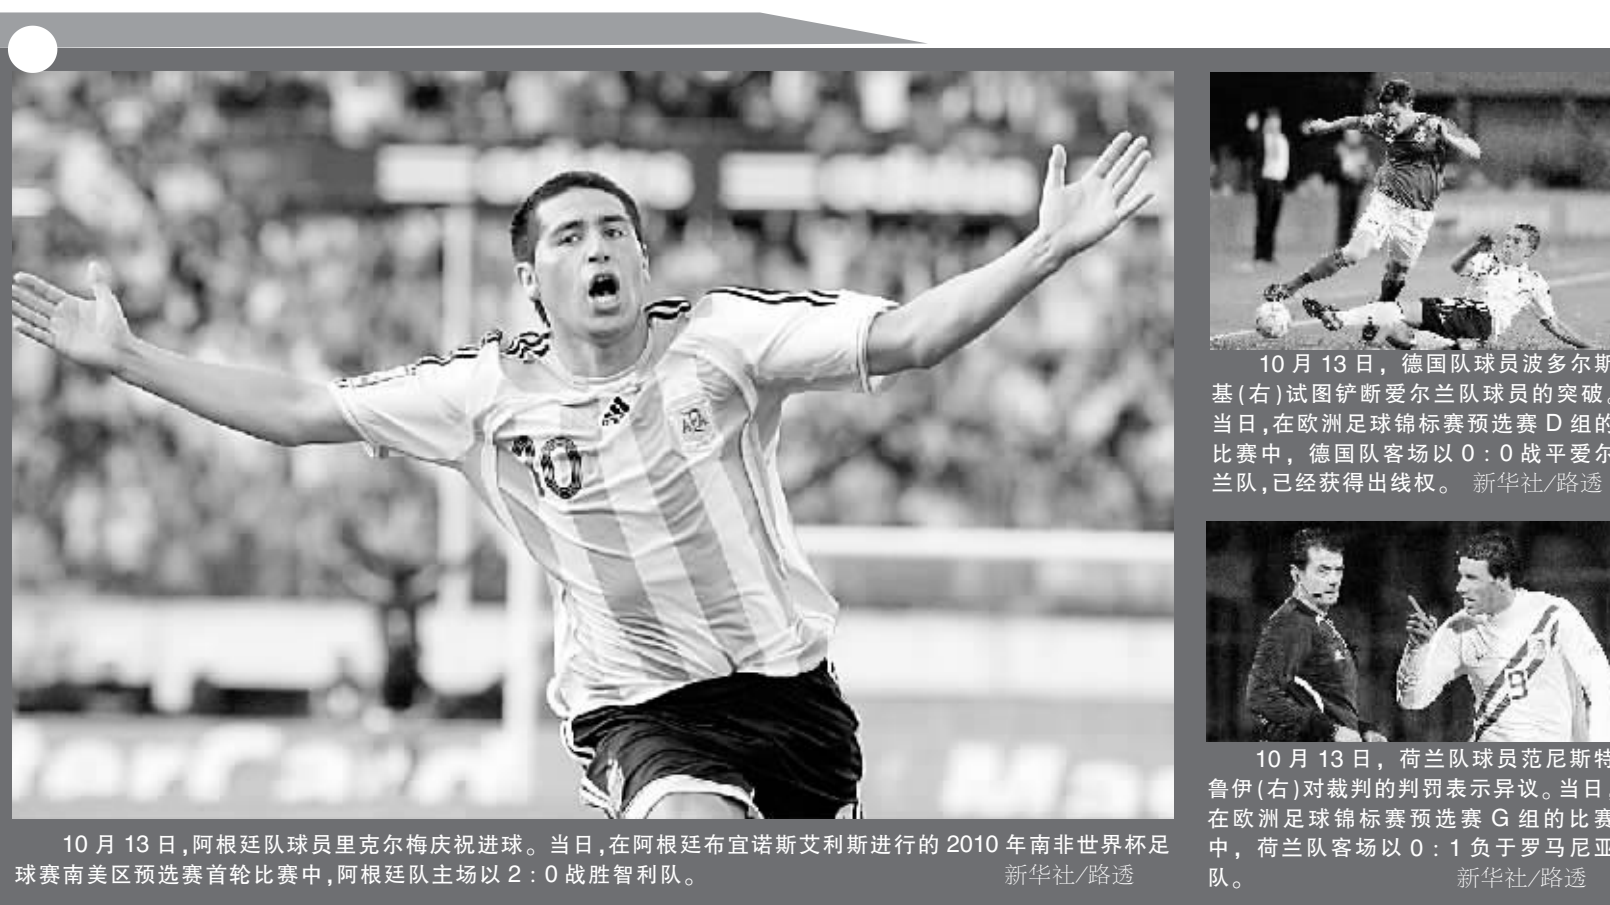 10
10 月 13 日,阿根廷队球员里克尔梅庆祝进球。当日,在阿根廷布宜诺斯艾利斯进行的 2010 年南非世界杯足
球赛南美区预选赛首轮比赛中,阿根廷队主场以 2:0 战胜智利队。 新华社/路透
10 月 13 日,德国队球员波多尔斯
基(右)试图铲断爱尔兰队球员的突破。
当日,在欧洲足球锦标赛预选赛 D 组的
比赛中,德国队客场以 0:0 战平爱尔
兰队,已经获得出线权。 新华社/路透
9
10 月 13 日,荷兰队球员范尼斯特
鲁伊(右)对裁判的判罚表示异议。当日,
在欧洲足球锦标赛预选赛 G 组的比赛
中,荷兰队客场以 0:1 负于罗马尼亚
队。 新华社/路透